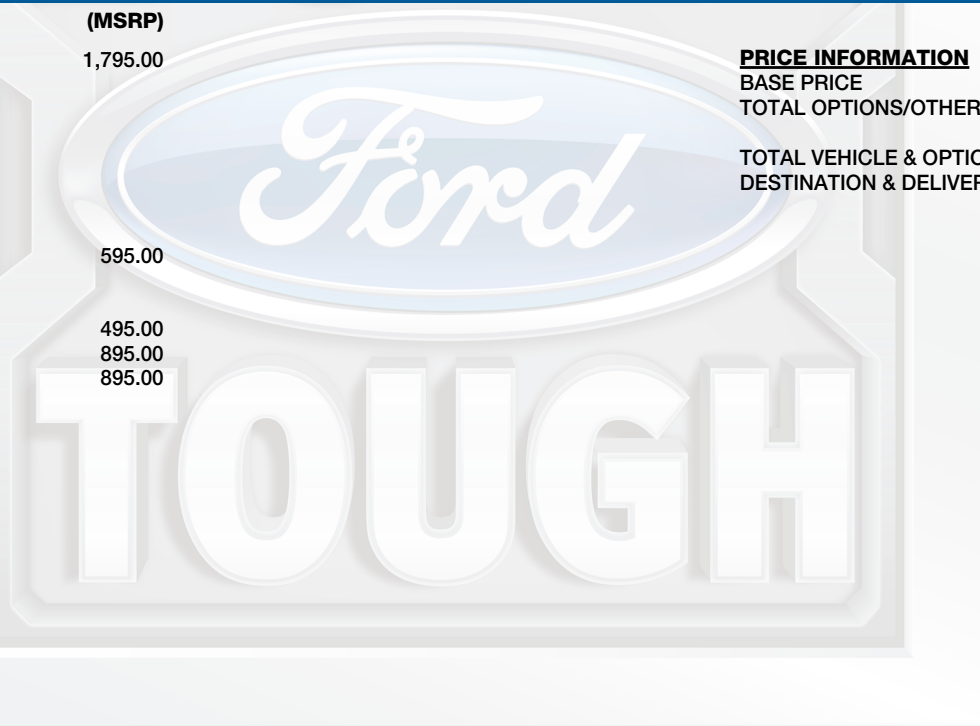 (MSRP)
1,795.00
595.00
495.00
895.00
895.00
PRICE INFORMATION
BASE PRICE
TOTAL OPTIONS/OTHER
TOTAL VEHICLE & OPTIO
DESTINATION & DELIVER
Ford
TOUGH